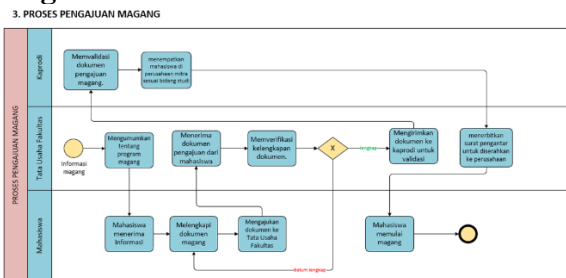 3. PROSES PENGAJUAN MAGANG
PROSES PENGAJUAN MAGANG
Kaprodi
Memvalidasi
dokumen
pengajuan
magang.
menempatkan
mahasiswa di
perusahaan mitra
sesuai bidang studi
Tata Usaha Fakultas
Informasi
magang
Mengumumkan
tentang
program
magang
Menerima
dokumen
pengajuan dari
mahasiswa
Memverifikasi
kelengkapan
dokumen.
X
lengkap
Mengirimkan
dokumen ke
kaprodi untuk
validasi
menerbitkan
surat pengantar
untuk diserahkan
ke perusahaan
Mahasiswa
Mahasiswa
menerima
Informasi
Melengkapi
dokumen
magang
Mengajukan
dokumen ke
Tata Usaha
Fakultas
belum lengkap
Mahasiswa
memulai
magang